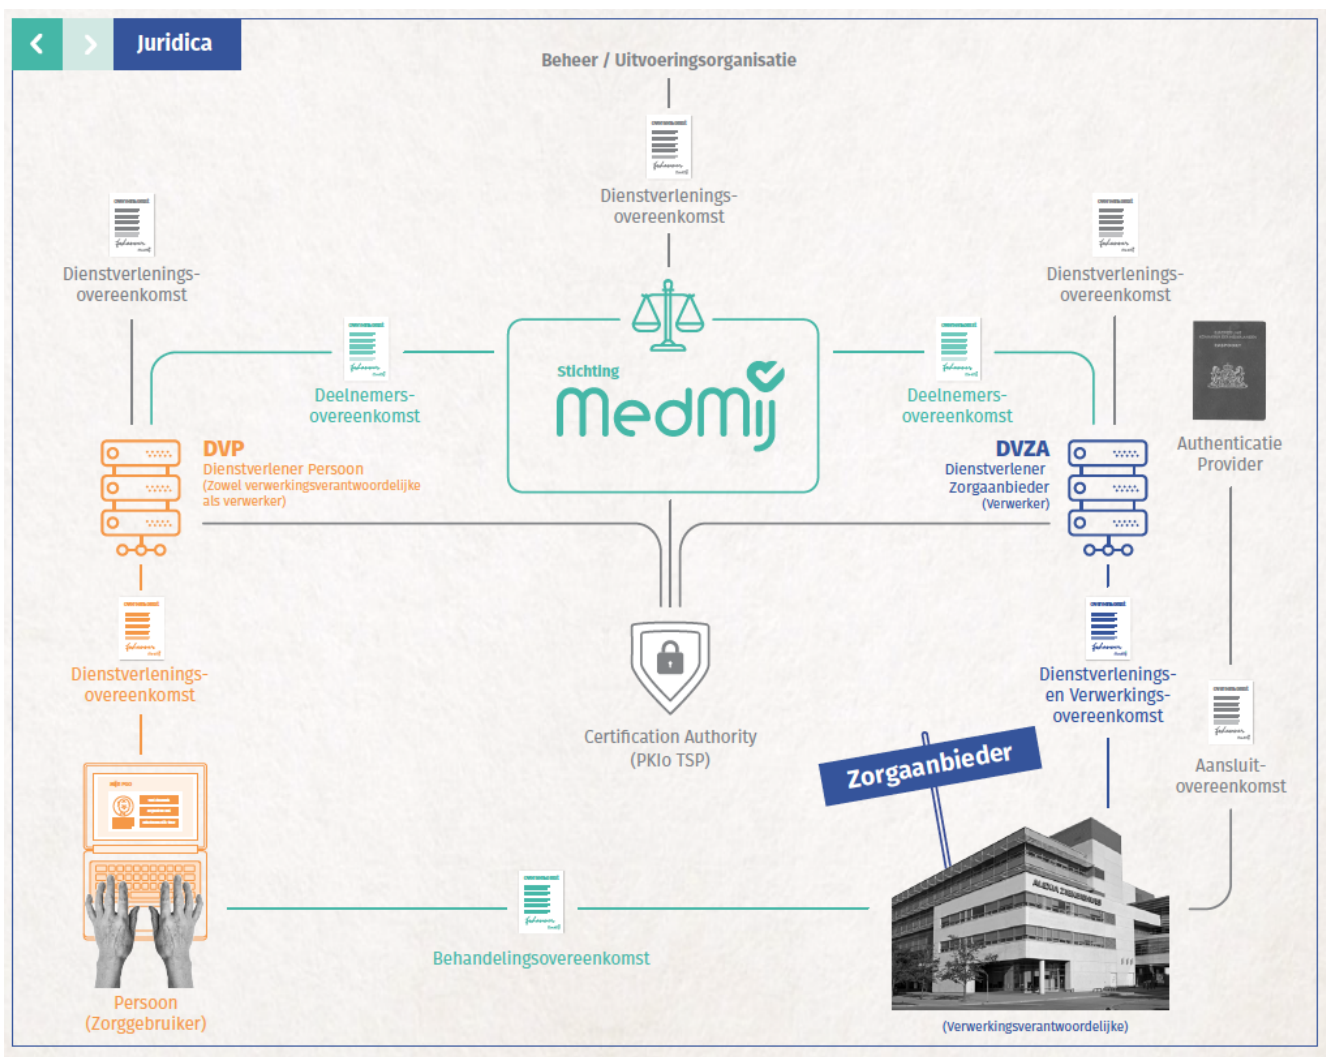 Juridica
Beheer / Uitvoeringsorganisatie
Dienstverlenings-
overeenkomst
Dienstverlenings-
overeenkomst
Dienstverlenings-
overeenkomst
Deelnemers-
overeenkomst
Stichting
MedMij
Deelnemers-
overeenkomst
Authenticatie
Provider
DVP
Dienstverlener Persoon
(Zowel verwerkingsverantwoordelijke
als verwerker)
DVZA
Dienstverlener
Zorgaanbieder
(Verwerker)
Dienstverlenings-
overeenkomst
Certification Authority
(PKIo TSP)
Dienstverlenings-
en Verwerkings-
overeenkomst
Zorgaanbieder
Aansluit-
overeenkomst
Behandelingsovereenkomst
Persoon
(Zorggebruiker)
(Verwerkingsverantwoordelijke)